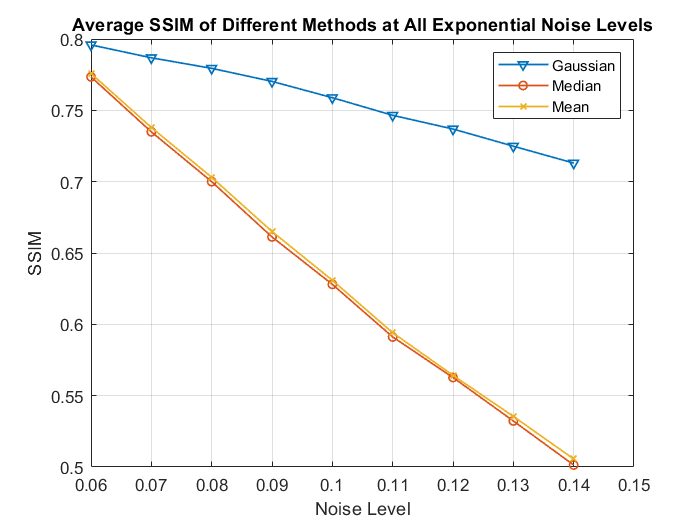 Average SSIM of Different Methods at All Exponential Noise Levels
0.8
0.75
0.7
0.65
0.6
0.55
0.5
SSIM
Gaussian
Median
Mean
0.06 0.07 0.08 0.09 0.1 0.11 0.12 0.13 0.14 0.15
Noise Level